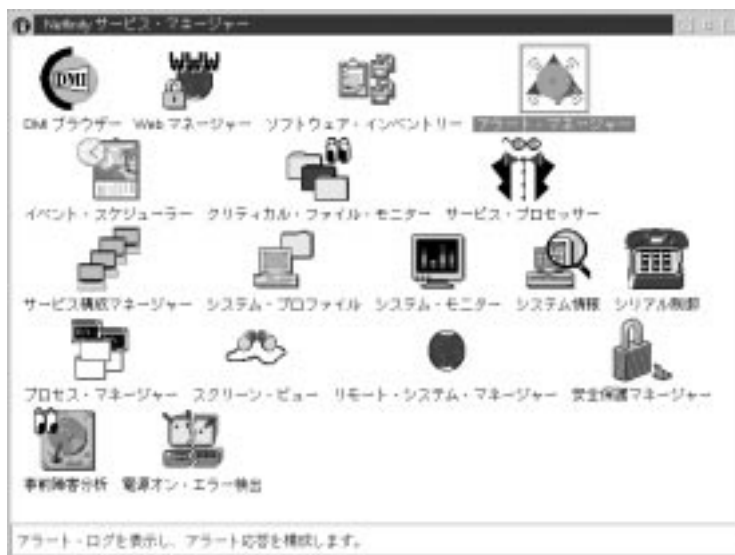 Netfinity サービス・マネージャー
DMI
WWW
DMI ブラウザー Web マネージャー ソフトウェア・インベントリー アラート・マネージャー
イベント・スケジューラー クリティカル・ファイル・モニター サービス・プロセッサー
サービス構成マネージャー システム・プロファイル システム・モニター システム情報 シリアル制御
プロセス・マネージャー スクリーン・ビュー リモート・システム・マネージャー 安全保護マネージャー
事前障害分析 電源オン・エラー検出
アラート・ログを表示し、アラート応答を構成します。